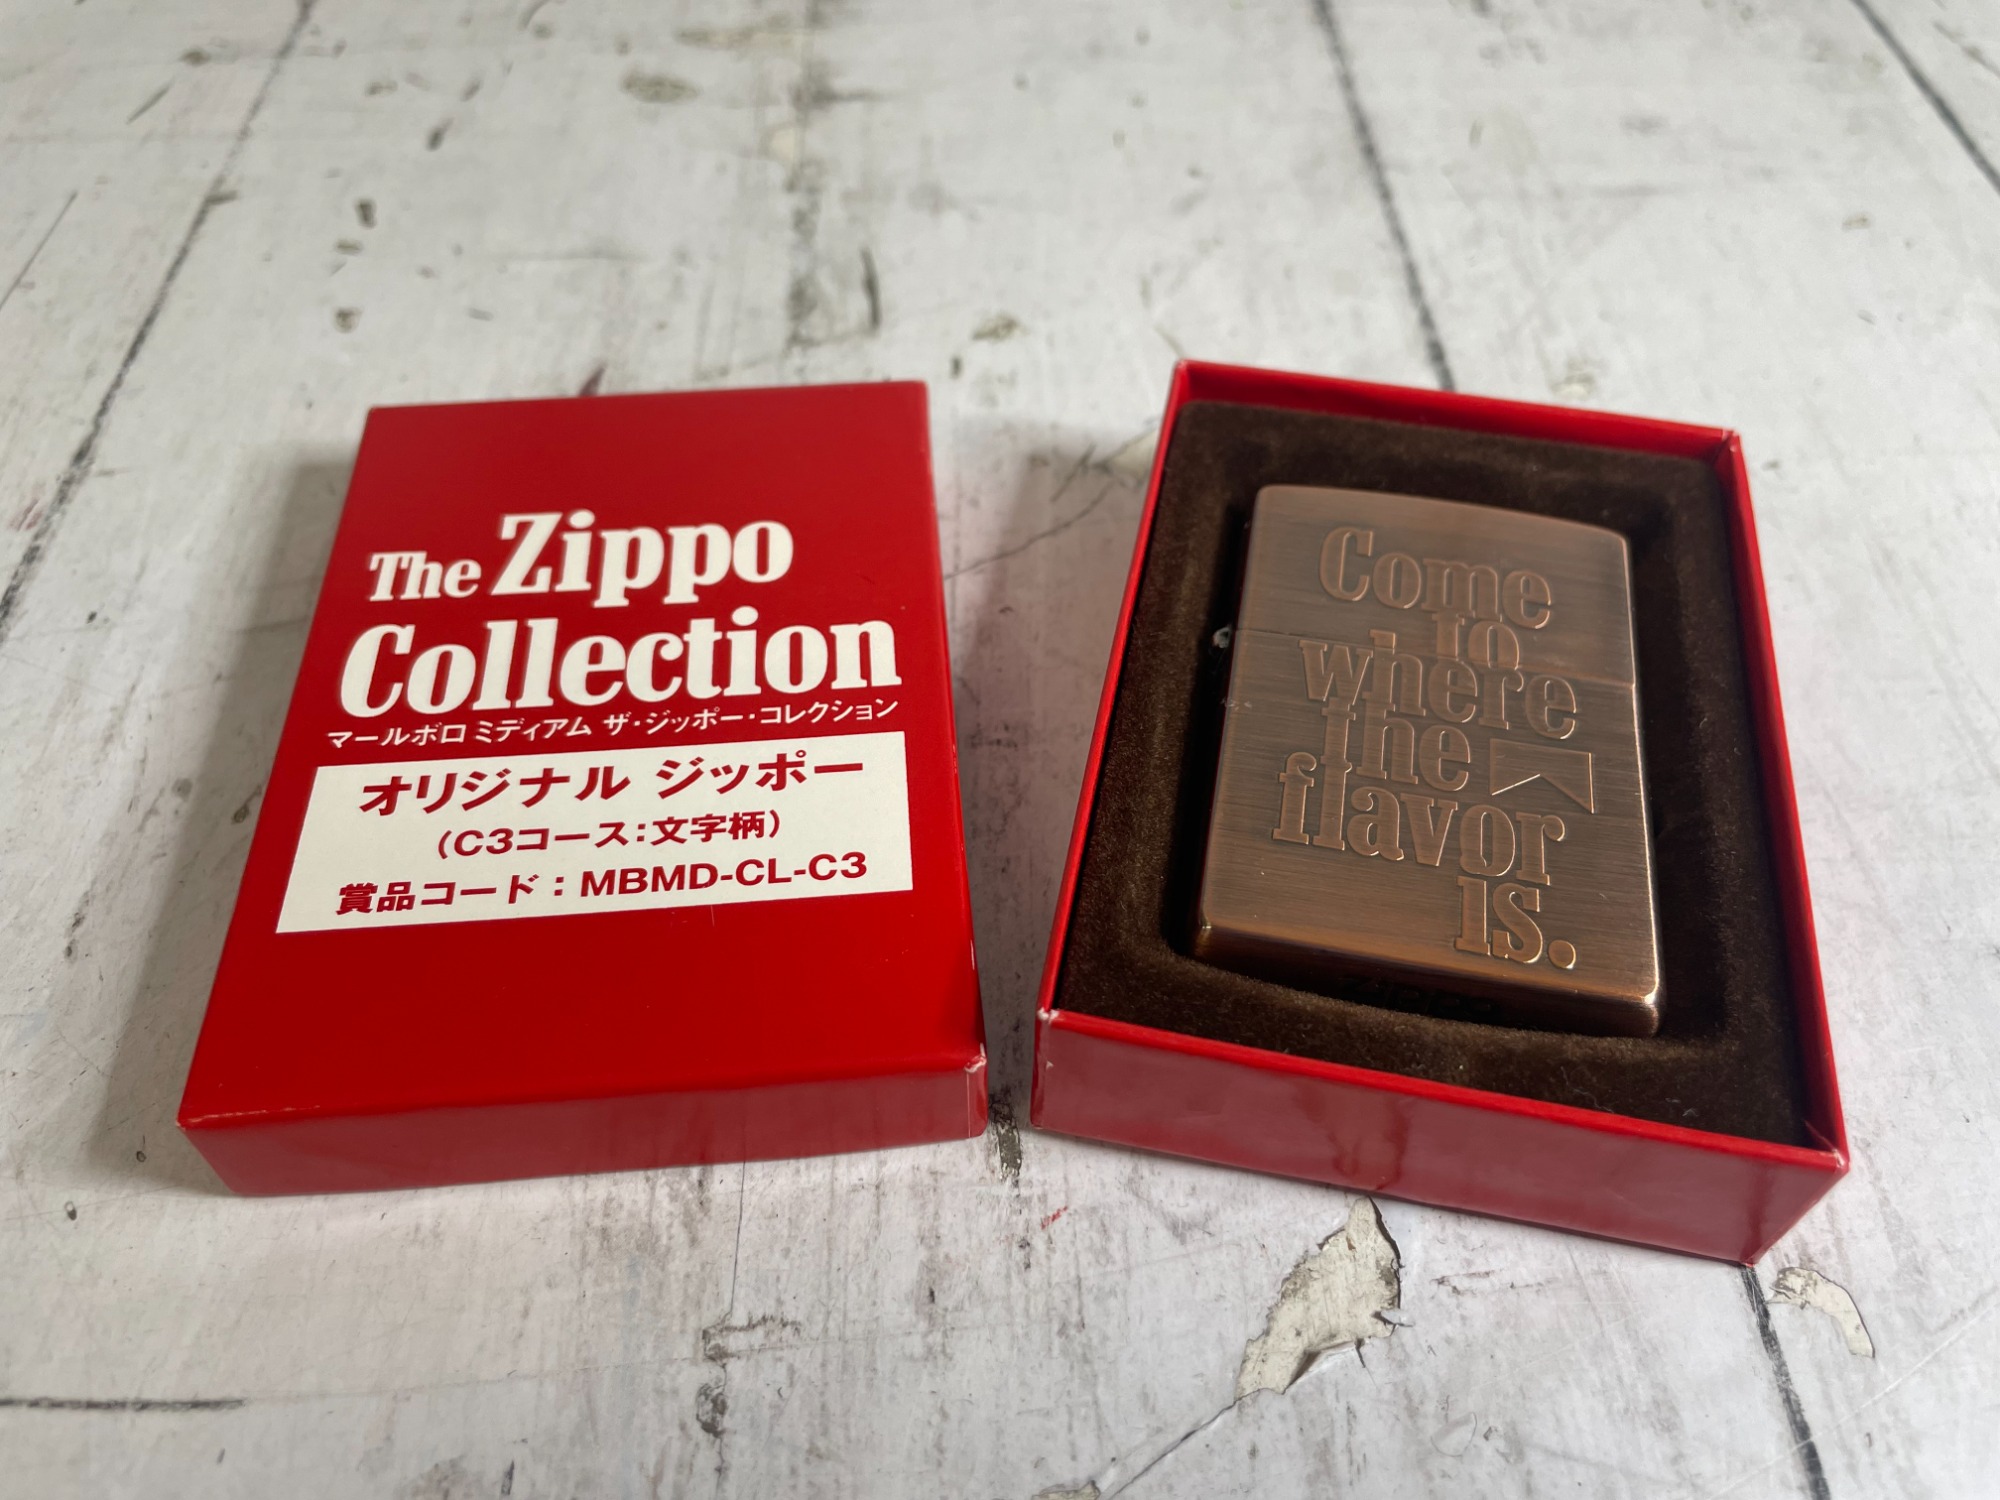 The Zippo
Collection
マールボロ ミディアム ザ・ジッポー・コレクション
オリジナル ジッポー
(C3コース:文字柄)
賞品コード:MBMD-CL-C3
Come
to
where
the
flavor
is.
Zippo